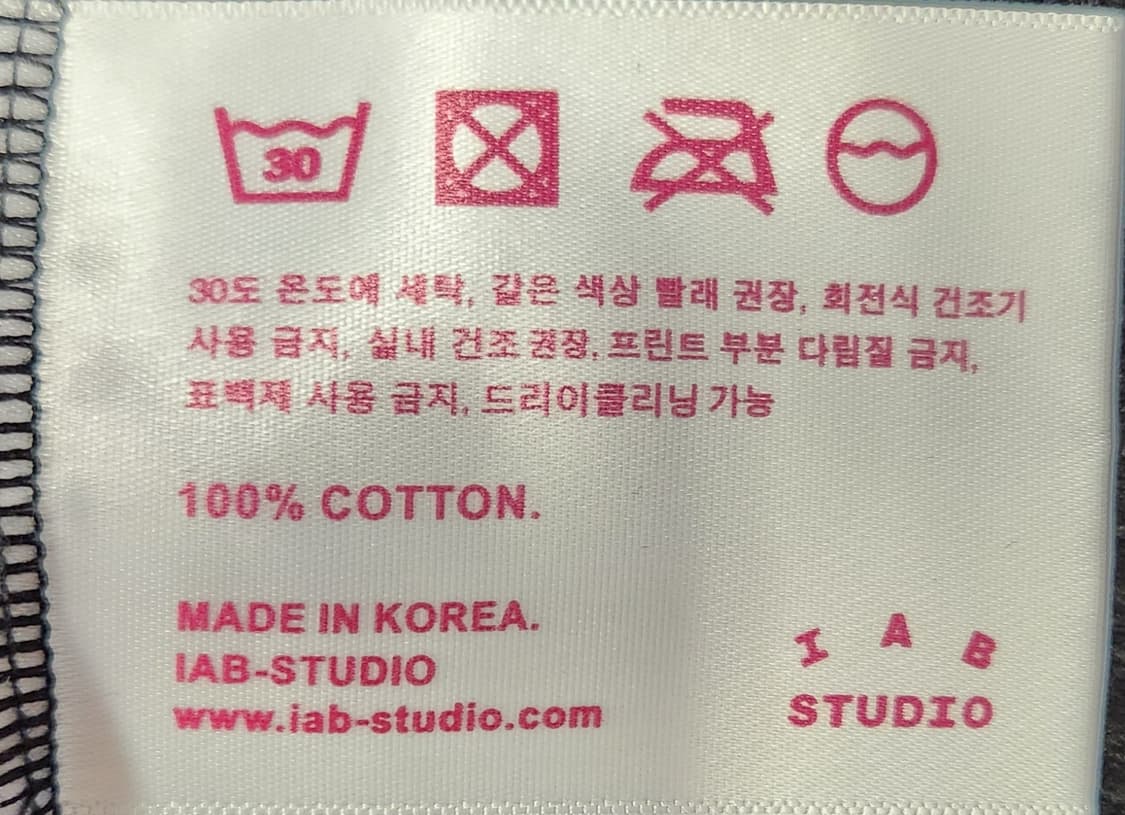 30
30도 온도에 세탁, 같은 색상 빨래 권장, 회전식 건조기
사용 금지, 실내 건조 권장, 프린트 부분 다림질 금지,
표백제 사용 금지, 드리이클리닝 가능
100% COTTON.
MADE IN KOREA.
IAB-STUDIO
www.iab-studio.com
I A B
STUDIO